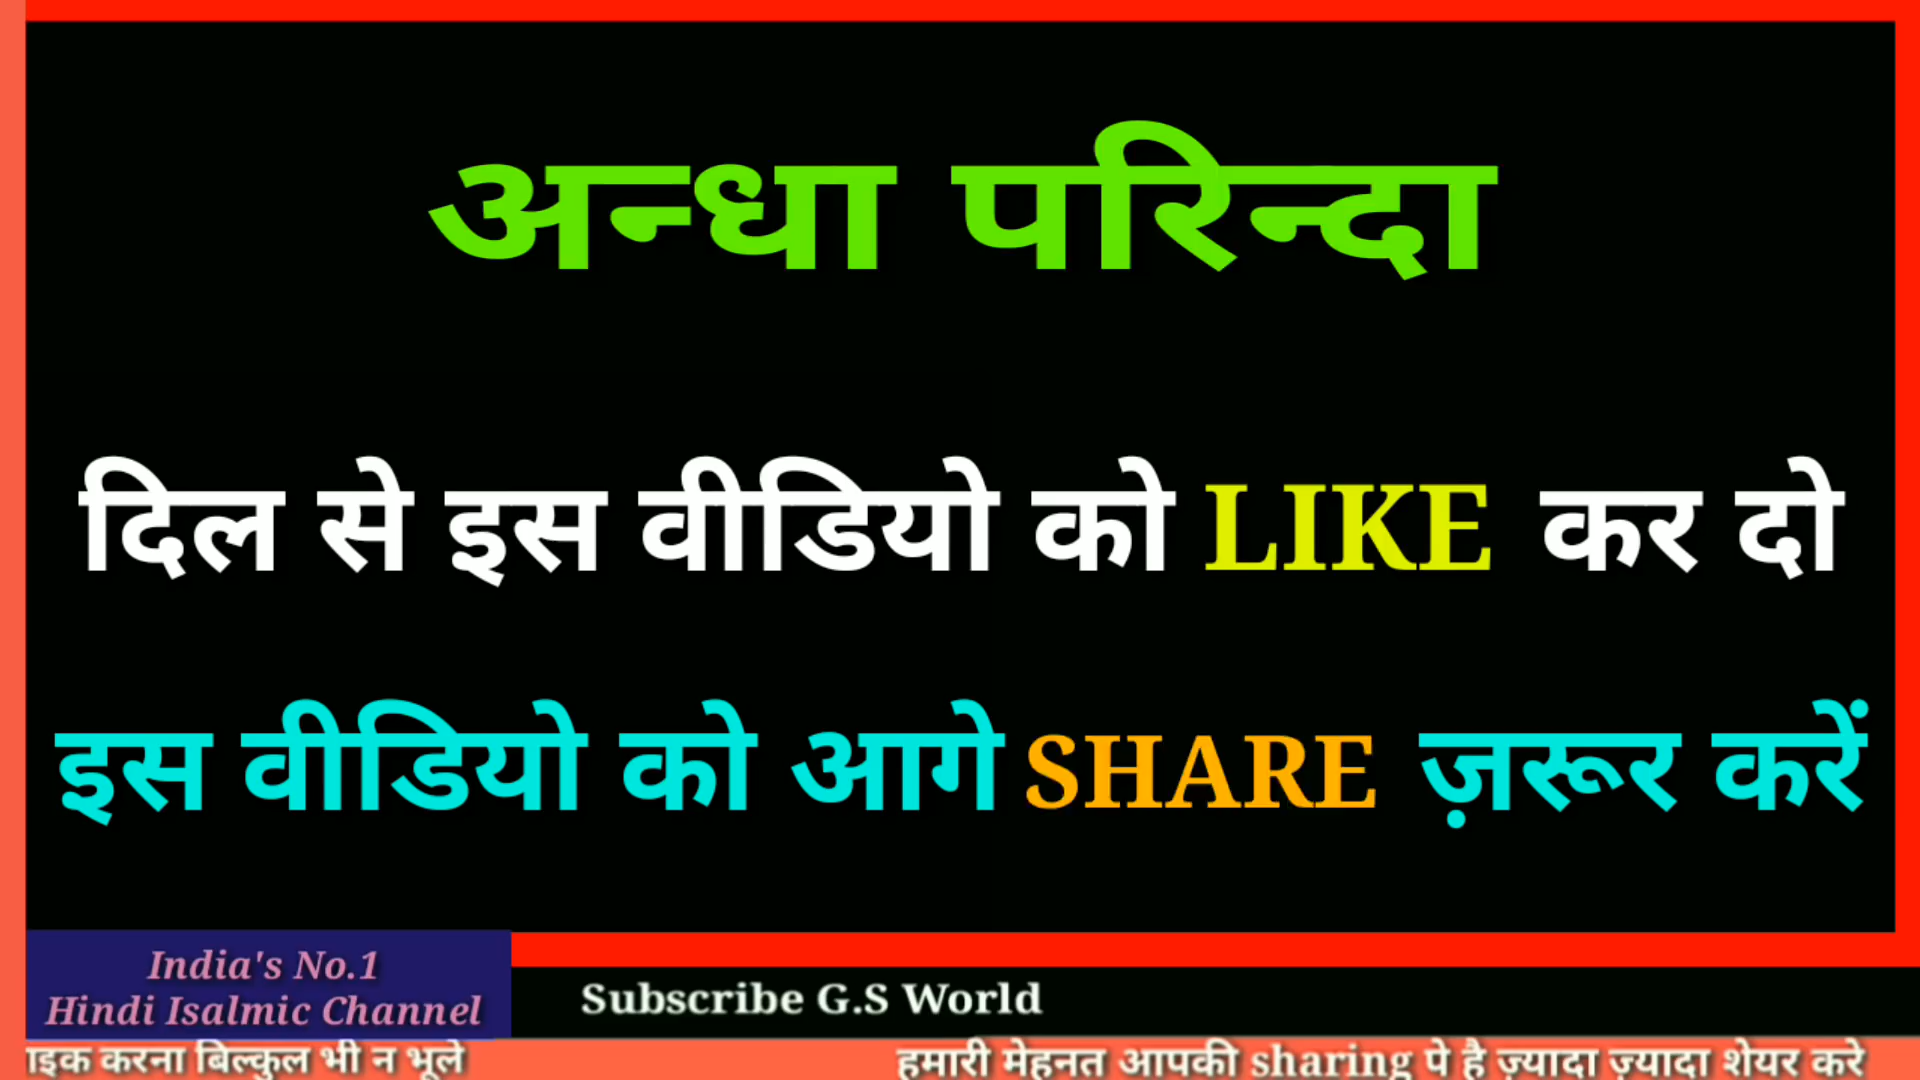 अन्धा परिन्दा
दिल से इस वीडियो को LIKE कर दो
इस वीडियो को आगे SHARE ज़रूर करें
India's No.1
Hindi Isalmic Channel
Subscribe G.S World
करना बिल्कुल भी न भूले
हमारी मेहनत आपकी sharing पे है ज़्यादा ज़्यादा शेयर करे